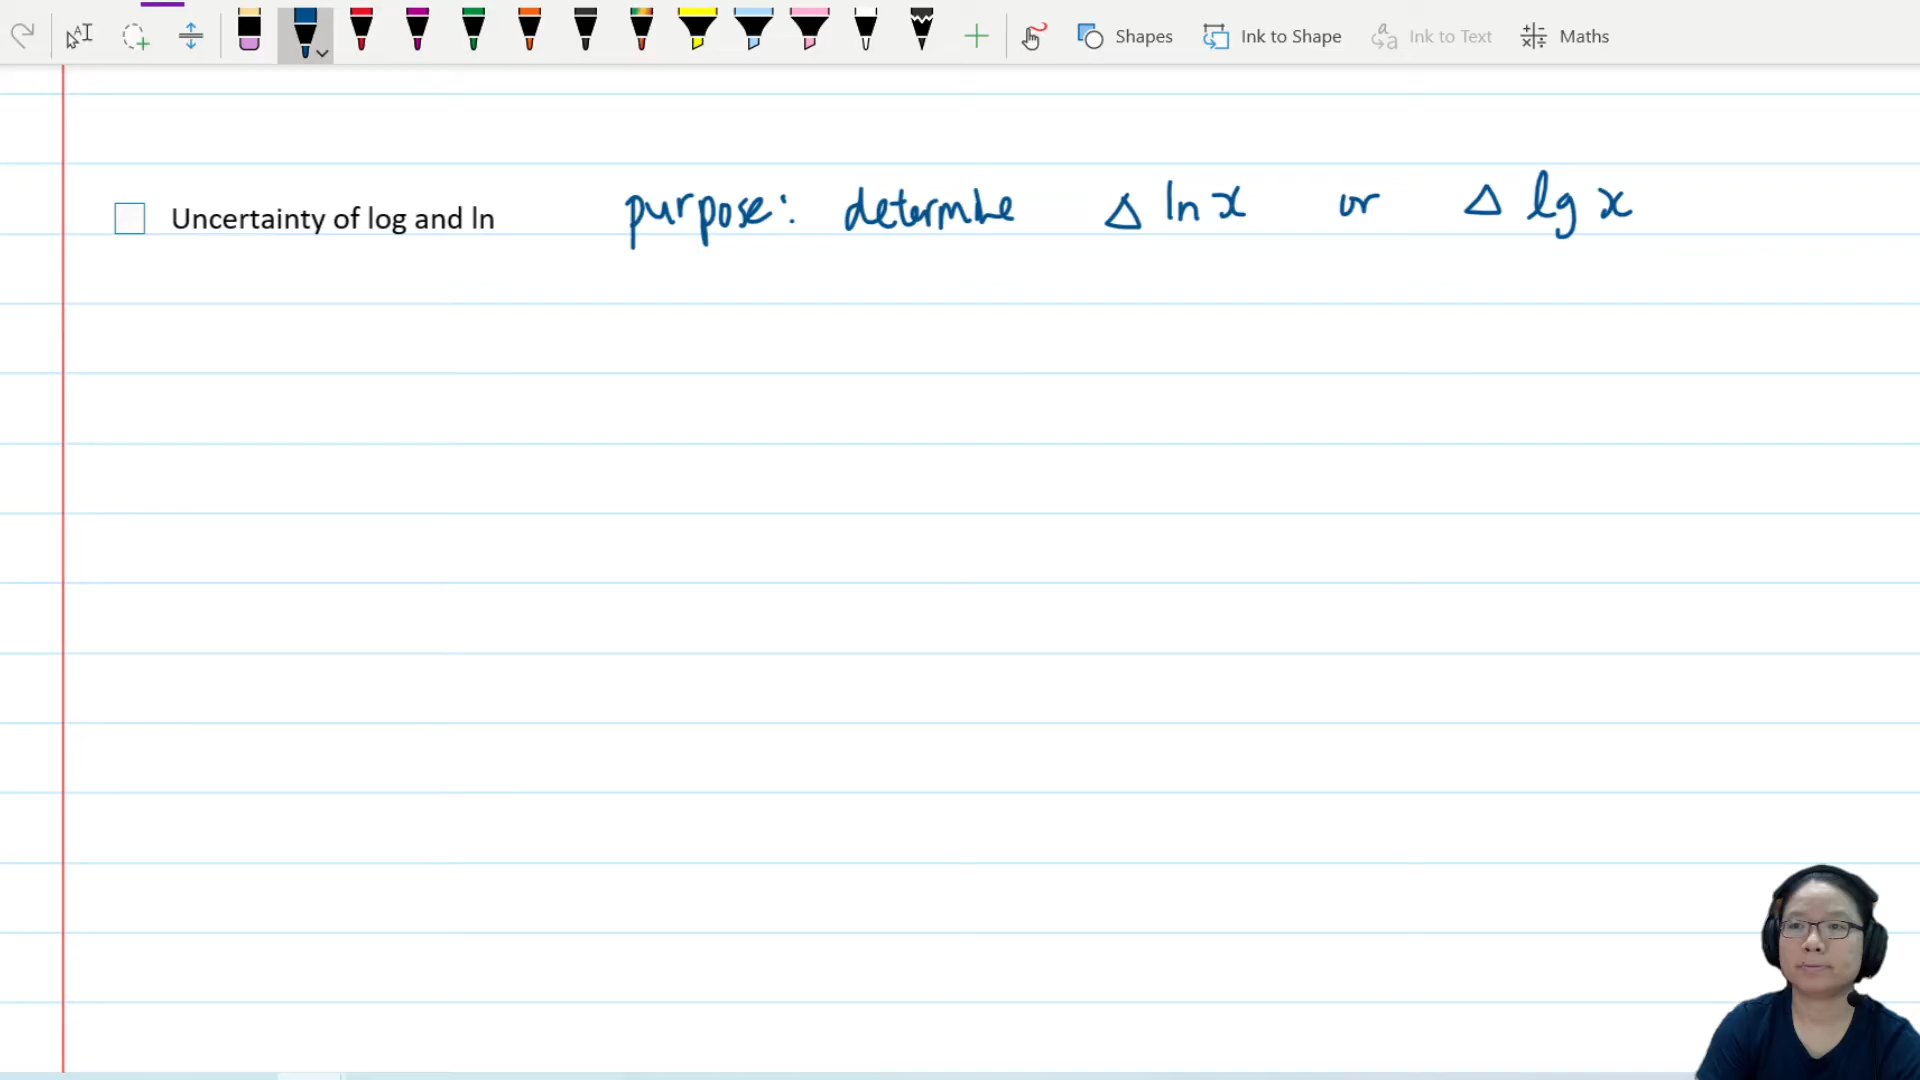 Shapes Ink to Shape Ink to Text Maths
Uncertainty of log and ln purpose: determine Δ ln x or Δ lg x